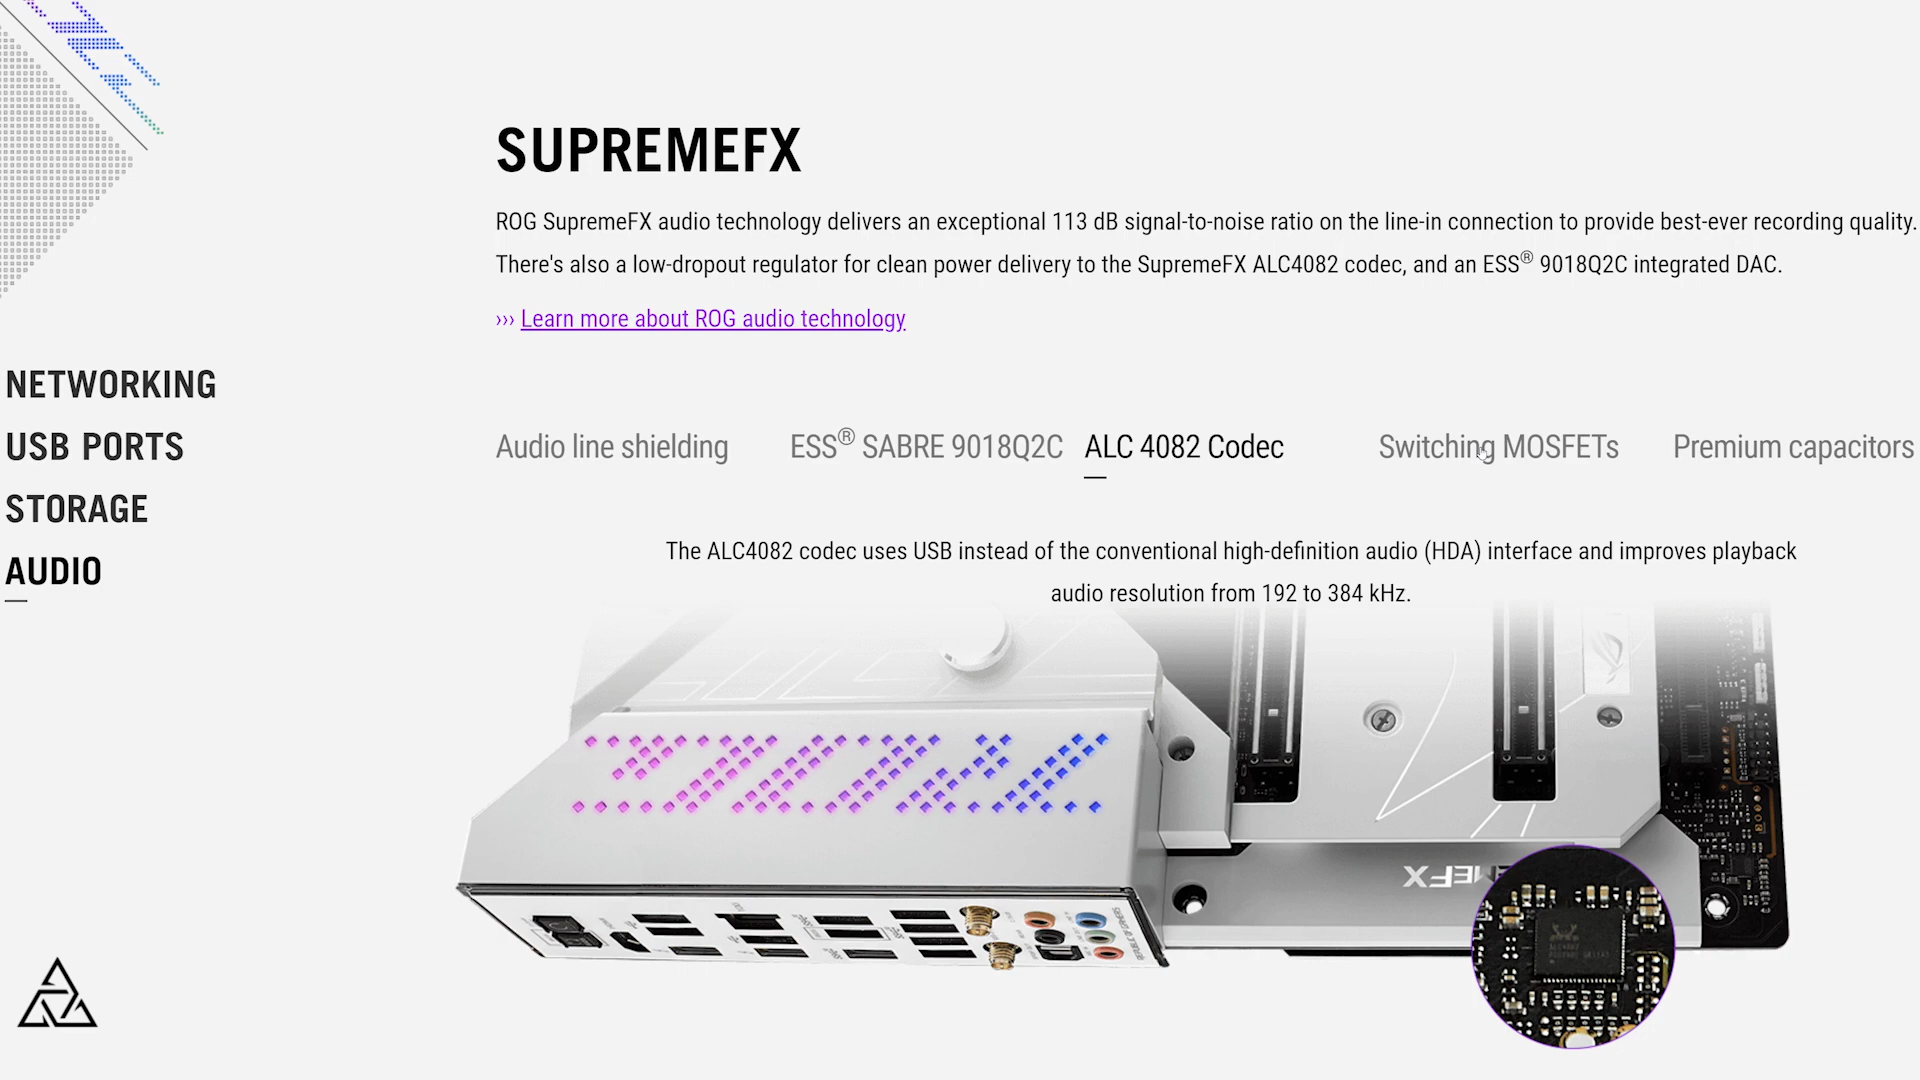 SUPREMEFX
ROG SupremeFX audio technology delivers an exceptional 113 dB signal-to-noise ratio on the line-in connection to provide best-ever recording quality.
There's also a low-dropout regulator for clean power delivery to the SupremeFX ALC4082 codec, and an ESS® 9018Q2C integrated DAC.
››› Learn more about ROG audio technology
NETWORKING
USB PORTS
STORAGE
AUDIO
Audio line shielding
ESS® SABRE 9018Q2C
ALC 4082 Codec
Switching MOSFETs
Premium capacitors
The ALC4082 codec uses USB instead of the conventional high-definition audio (HDA) interface and improves playback
audio resolution from 192 to 384 kHz.
EMEFX